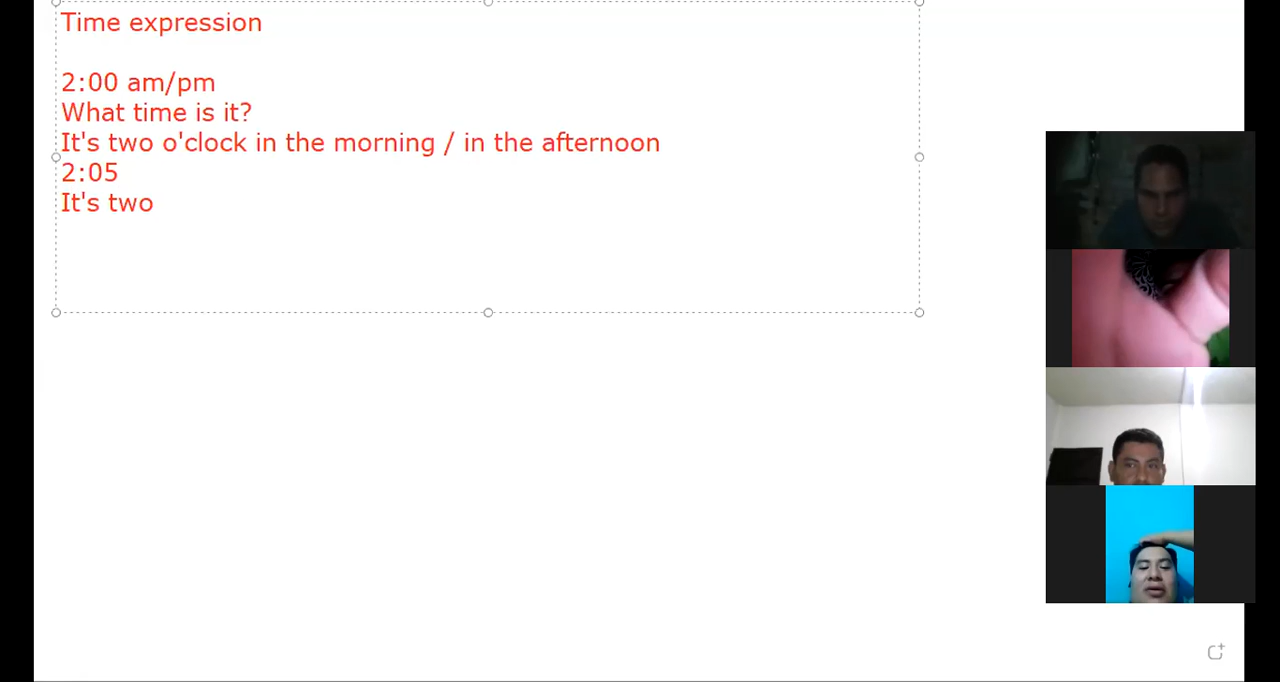 Time expression
2:00 am/pm
What time is it?
It's two o'clock in the morning / in the afternoon
2:05
It's two